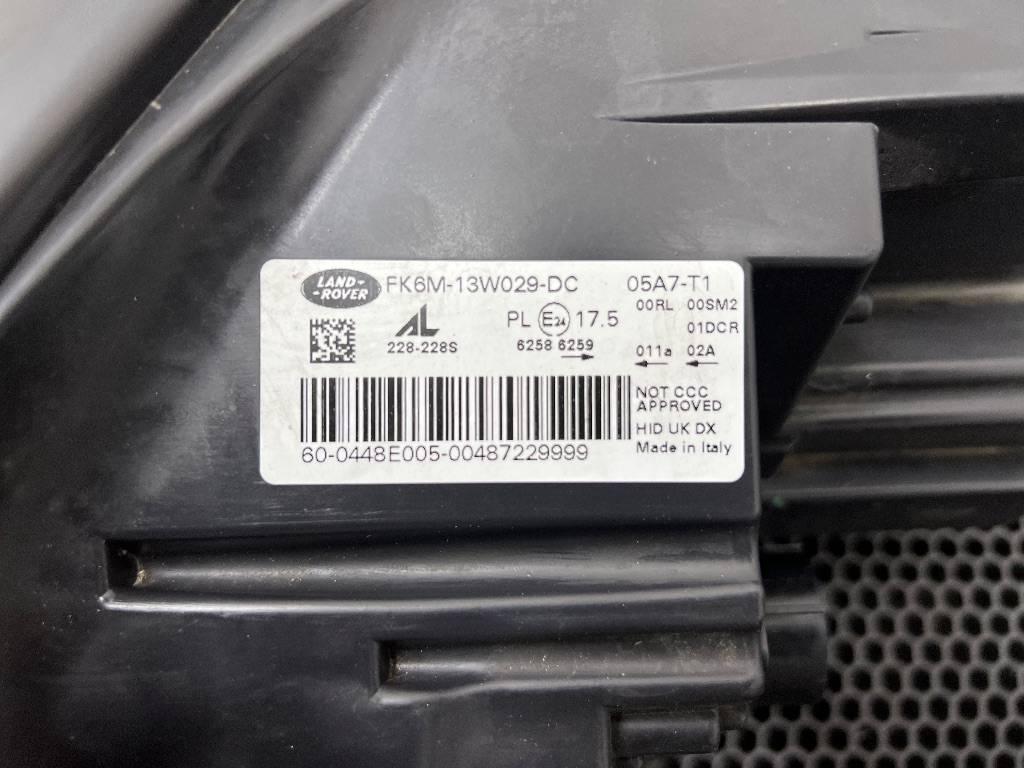 LAND-
-ROVER
FK6M-13W029-DC
05A7-T1
00RL 00SM2
01DCR
AL
228-228S
PL E24 17.5
6258 6259
011a 02A
NOT CCC
APPROVED
HID UK DX
Made in Italy
60-0448E005-00487229999